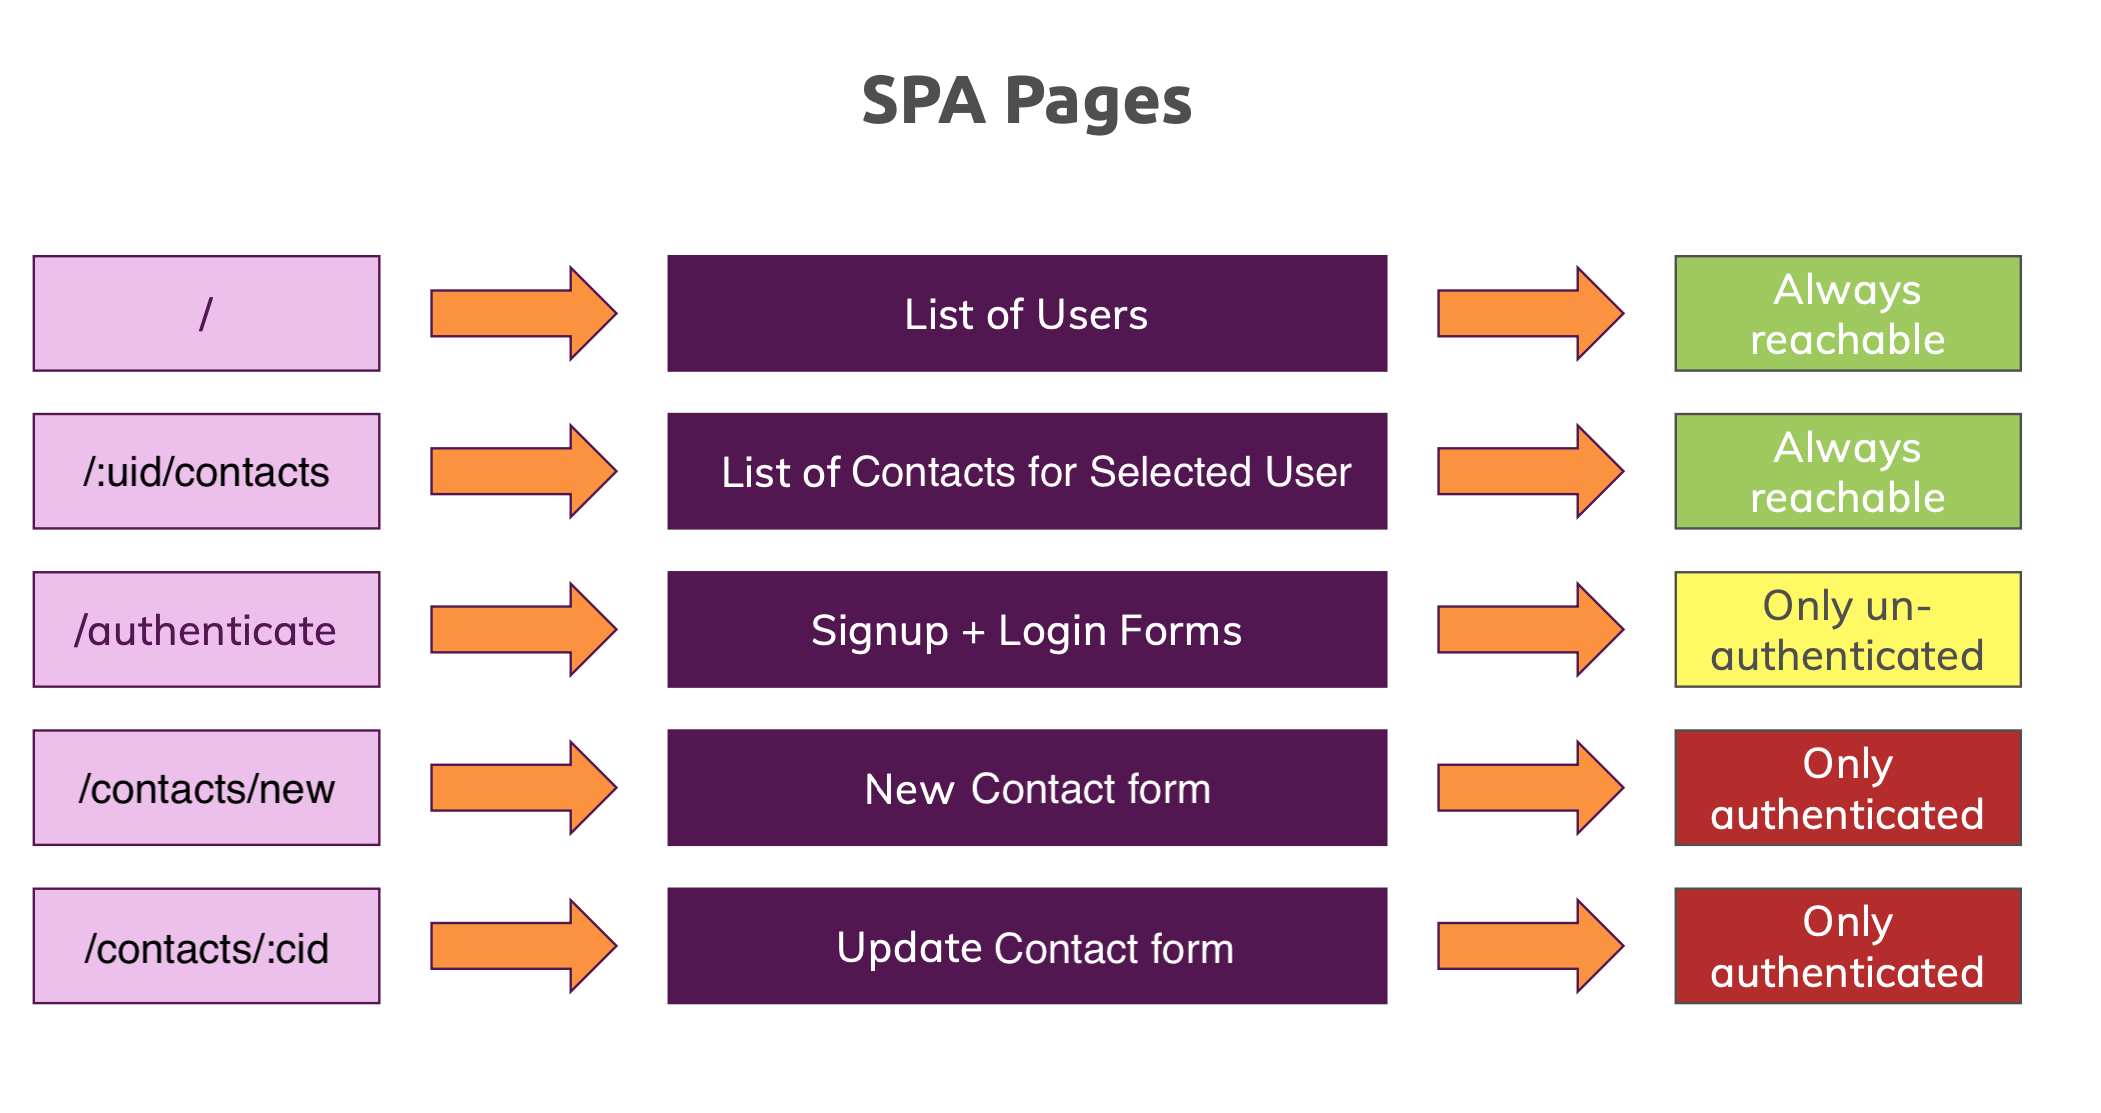 SPA Pages
/
List of Users
Always
reachable
/:uid/contacts
List of Contacts for Selected User
Always
reachable
/authenticate
Signup + Login Forms
Only un-
authenticated
/contacts/new
New Contact form
Only
authenticated
/contacts/:cid
Update Contact form
Only
authenticated